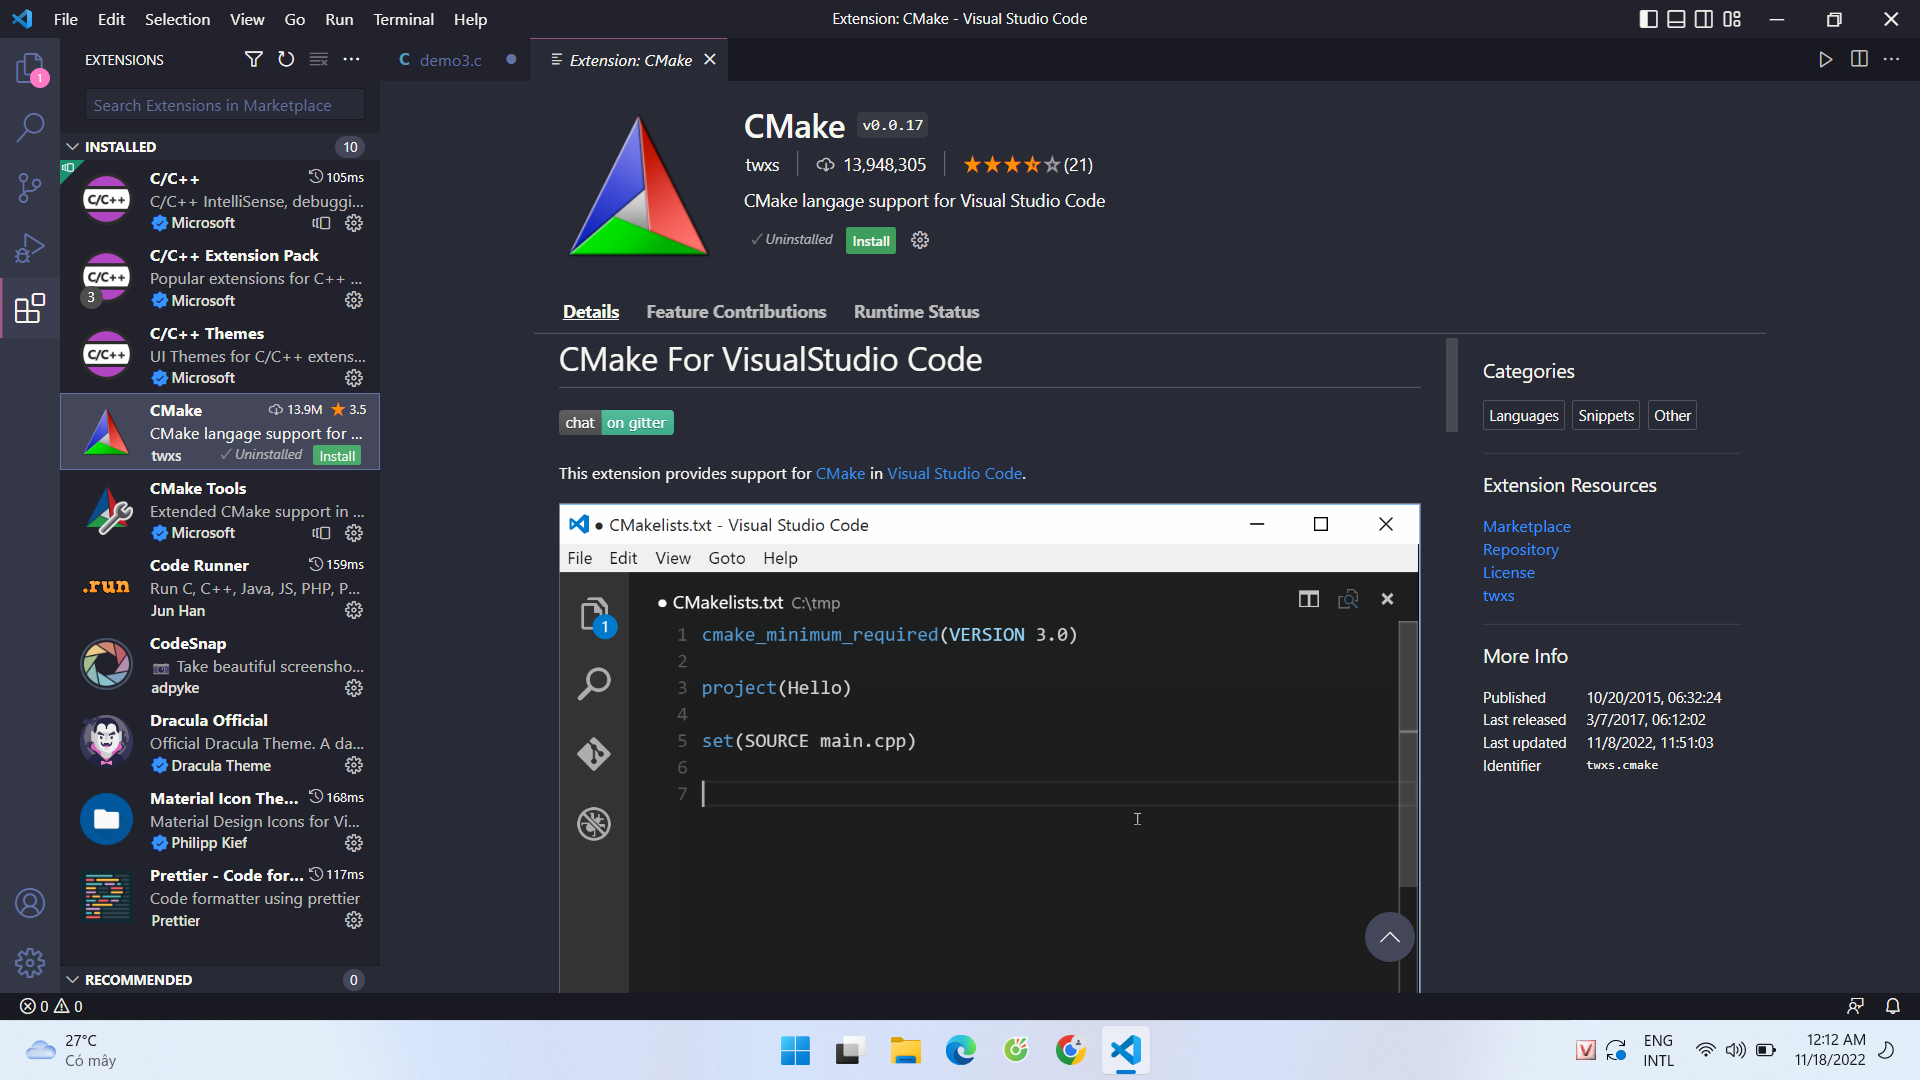 File Edit Selection View Go Run Terminal Help
Extension: CMake - Visual Studio Code
1
EXTENSIONS
Search Extensions in Marketplace
INSTALLED 10
C/C++ 105ms
C/C++ IntelliSense, debuggi...
Microsoft
C/C++ Extension Pack
Popular extensions for C++ ...
3
Microsoft
C/C++ Themes
UI Themes for C/C++ extens...
Microsoft
CMake 13.9M 3.5
CMake langage support for ...
twxs ✓Uninstalled Install
CMake Tools
Extended CMake support in ...
Microsoft
Code Runner 159ms
.run
Run C, C++, Java, JS, PHP, P...
Jun Han
CodeSnap
Take beautiful screensho...
adpyke
Dracula Official
Official Dracula Theme. A da...
Dracula Theme
Material Icon The... 168ms
Material Design Icons for Vi...
Philipp Kief
Prettier - Code for... 117ms
Code formatter using prettier
Prettier
RECOMMENDED 0
C demo3.c
Extension: CMake
CMake v0.0.17
twxs 13,948,305 (21)
CMake langage support for Visual Studio Code
✓Uninstalled Install
Details Feature Contributions Runtime Status
CMake For VisualStudio Code
chat on gitter
This extension provides support for CMake in Visual Studio Code.
● CMakelists.txt - Visual Studio Code
File Edit View Goto Help
1
● CMakelists.txt C:\tmp
1 cmake_minimum_required(VERSION 3.0)
2
3 project(Hello)
4
5 set(SOURCE main.cpp)
6
7
Categories
Languages Snippets Other
Extension Resources
Marketplace
Repository
License
twxs
More Info
Published 10/20/2015, 06:32:24
Last released 3/7/2017, 06:12:02
Last updated 11/8/2022, 11:51:03
Identifier twxs.cmake
0 0
27°C
Có mây
V
ENG
INTL
12:12 AM
11/18/2022